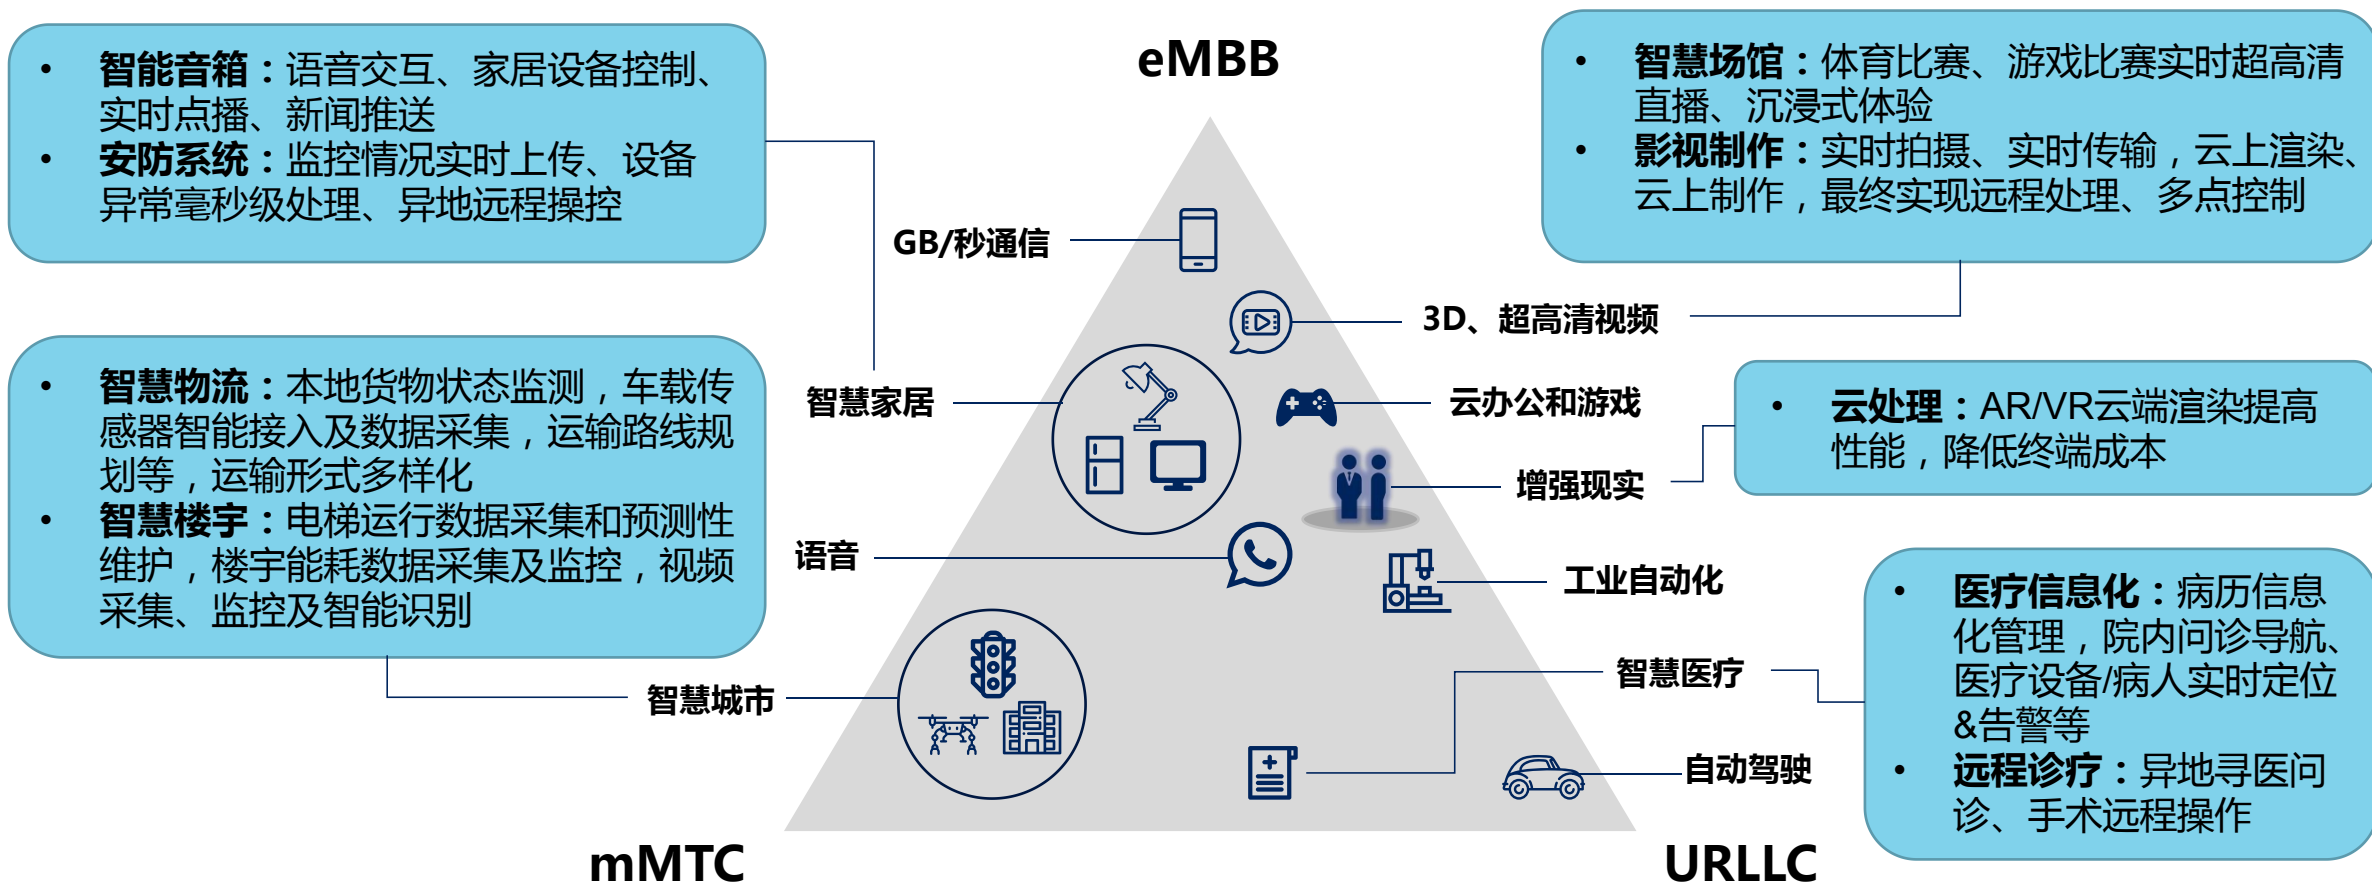 • 智能音箱：语音交互、家居设备控制、
实时点播、新闻推送
• 安防系统：监控情况实时上传、设备
异常毫秒级处理、异地远程操控
eMBB
• 智慧场馆：体育比赛、游戏比赛实时超高清
直播、沉浸式体验
• 影视制作：实时拍摄、实时传输，云上渲染、
云上制作，最终实现远程处理、多点控制
GB/秒通信
3D、超高清视频
• 智慧物流：本地货物状态监测，车载传
感器智能接入及数据采集，运输路线规
划等，运输形式多样化
• 智慧楼宇：电梯运行数据采集和预测性
维护，楼宇能耗数据采集及监控，视频
采集、监控及智能识别
智慧家居
云办公和游戏
• 云处理：AR/VR云端渲染提高
性能，降低终端成本
增强现实
语音
工业自动化
• 医疗信息化：病历信息
化管理，院内问诊导航、
医疗设备/病人实时定位
&告警等
• 远程诊疗：异地寻医问
诊、手术远程操作
智慧医疗
智慧城市
自动驾驶
mMTC
URLLC